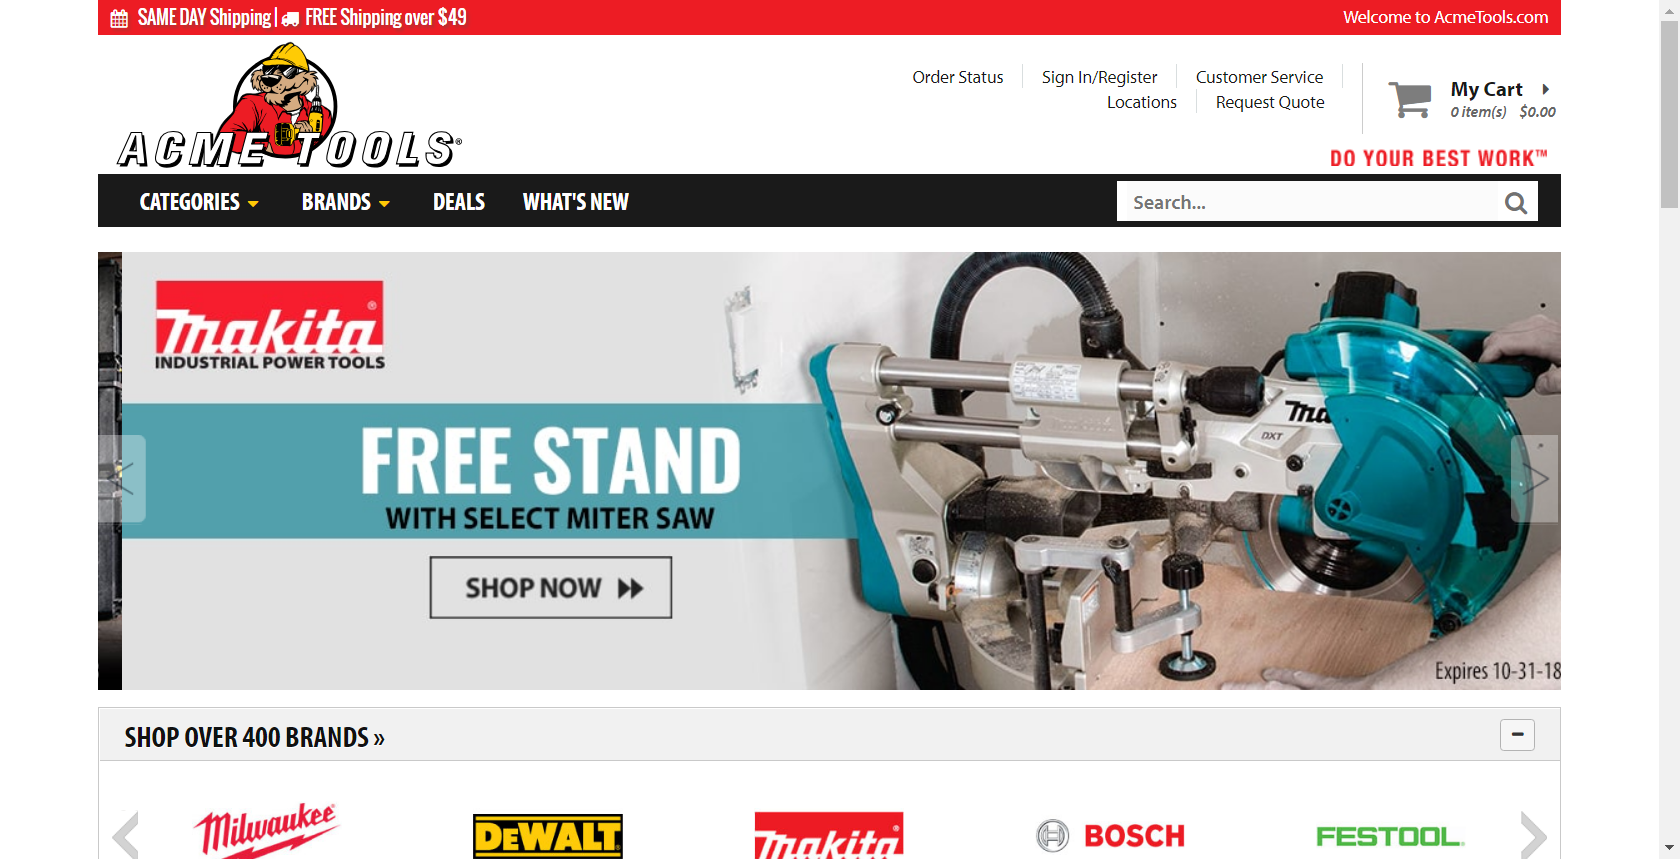 SAME DAY Shipping | FREE Shipping over $49
Welcome to AcmeTools.com
ACME TOOLS®
Order Status
Sign In/Register
Customer Service
Locations
Request Quote
My Cart
0 item(s) $0.00
DO YOUR BEST WORK™
CATEGORIES
BRANDS
DEALS
WHAT'S NEW
Search...
Makita®
INDUSTRIAL POWER TOOLS
FREE STAND
WITH SELECT MITER SAW
SHOP NOW
DXT
Expires 10-31-18
SHOP OVER 400 BRANDS »
Milwaukee®
DEWALT®
Makita®
BOSCH
FESTOOL